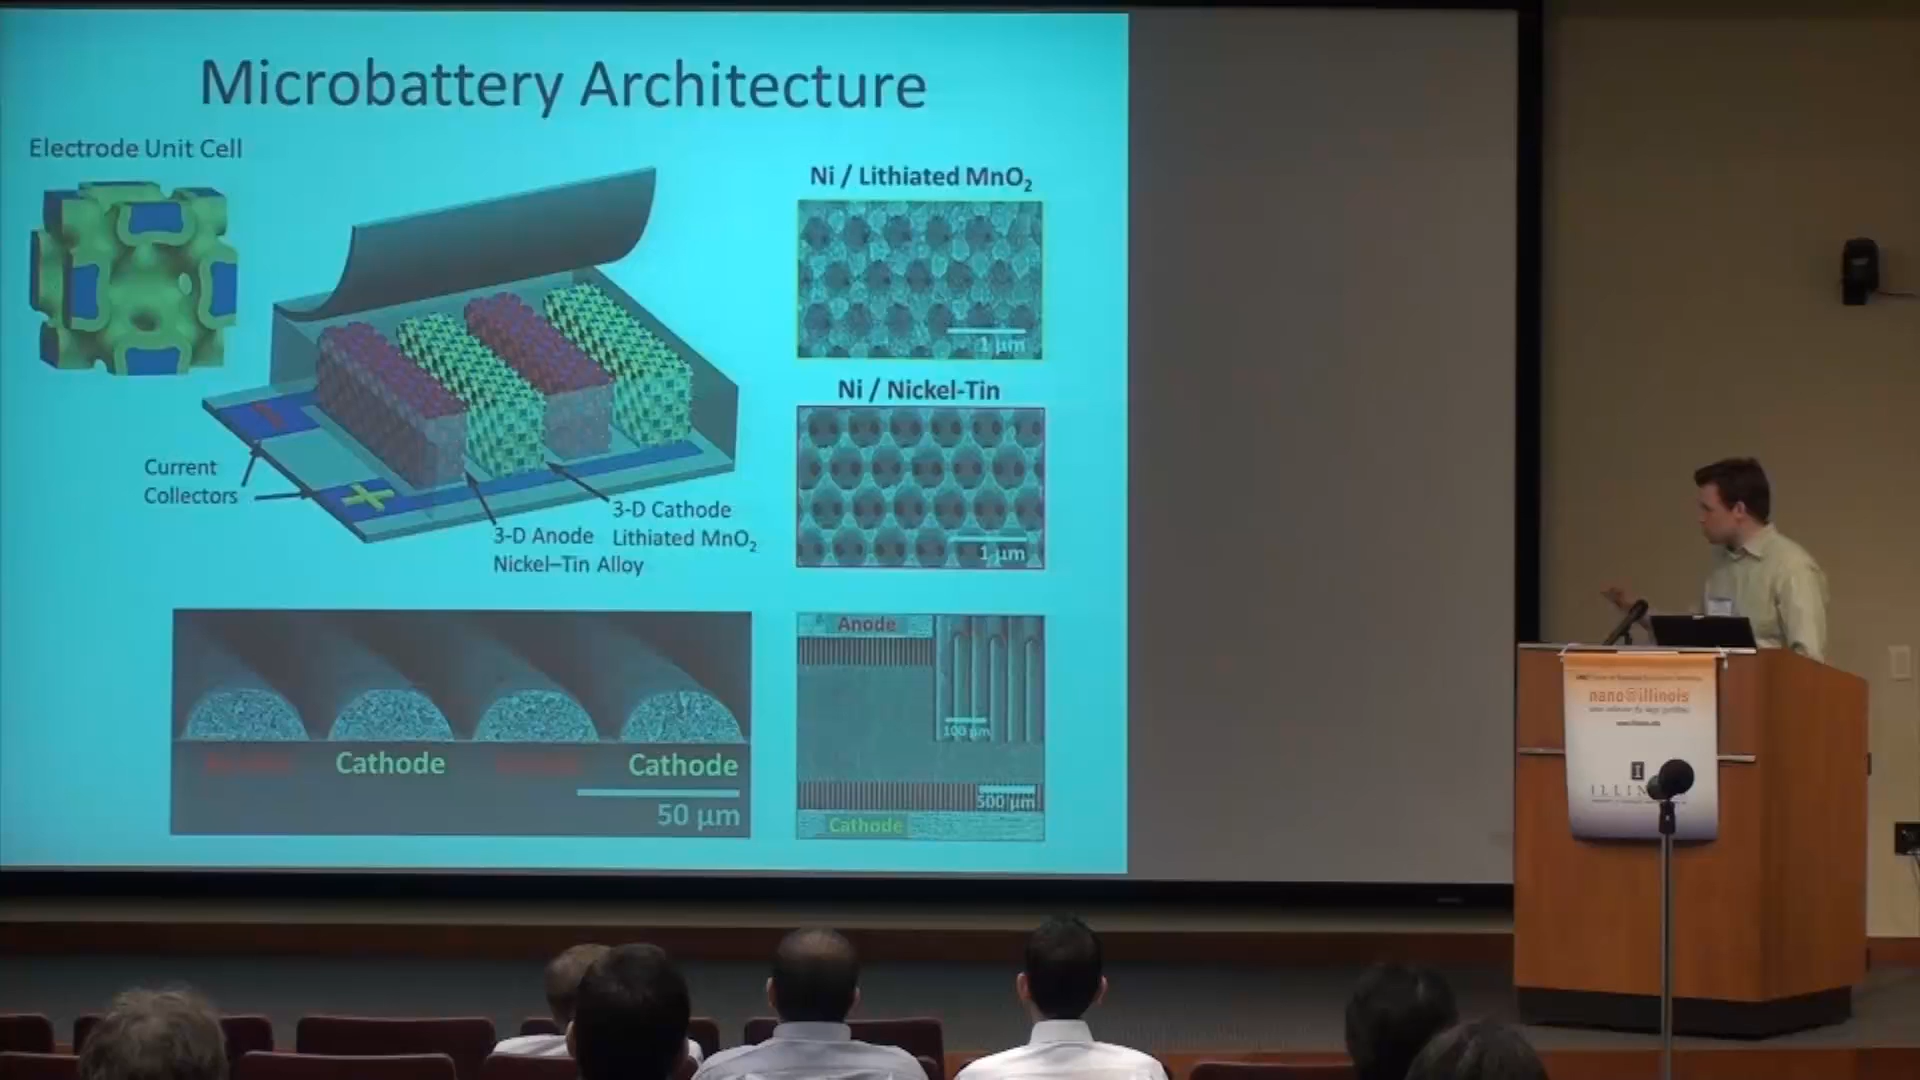 Microbattery Architecture
Electrode Unit Cell
Current
Collectors
3-D Anode
Nickel–Tin Alloy
3-D Cathode
Lithiated MnO₂
Ni / Lithiated MnO₂
1 µm
Ni / Nickel-Tin
1 µm
Cathode
Cathode
50 µm
Anode
100 µm
500 µm
Cathode
nano@illinois